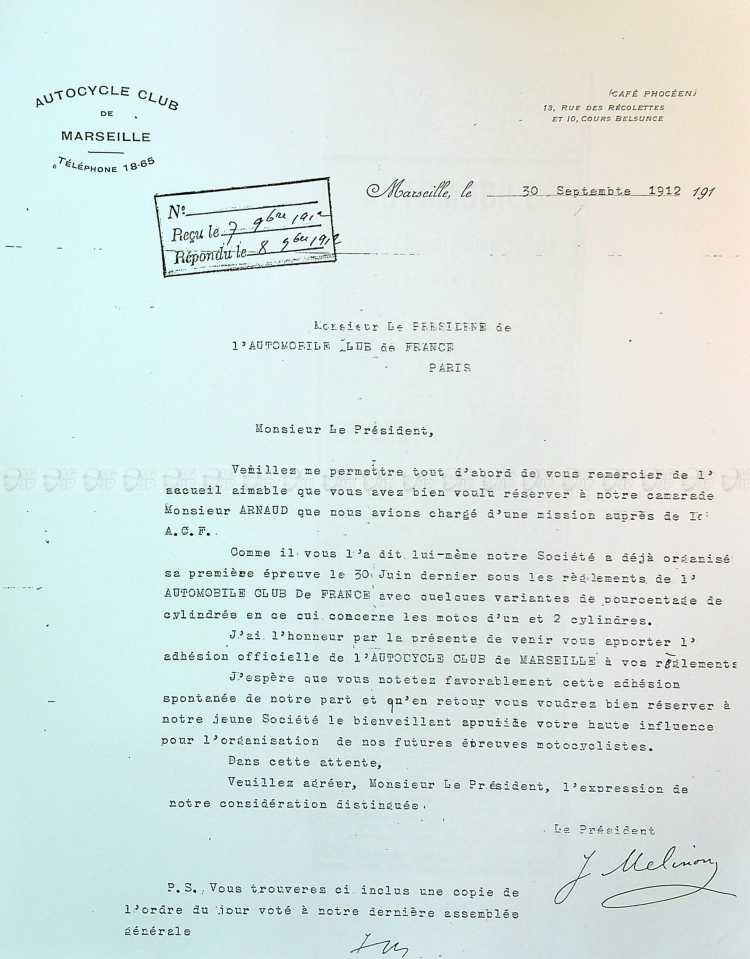 AUTOCYCLE CLUB
DE
MARSEILLE
TÉLÉPHONE 18-65
(CAFÉ PHOCÉEN)
13, RUE DES RÉCOLETTES
ET 10, COURS BELSUNCE
Marseille, le 30 Septembte 1912 191
No
Reçu le 7 9bre 1912
Répondu le 8 9bre 1912
Monsieur Le PRESIDENE de
l'AUTOMOBILE CLUB de FRANCE
PARIS
Monsieur Le Président,
Veuillez me permettre tout d'abord de vous remercier de l'
accueil aimable que vous avez bien voulu réserver à notre camarade
Monsieur ARNAUD que nous avions chargé d'une mission auprès de
A.C.F.
Comme il vous l'a dit lui-même notre Société a déjà organisé
sa première épreuve le 30 Juin dernier sous les règlements de l'
AUTOMOBILE CLUB De FRANCE avec quelques variantes de pourcentage de
cylindrée en ce qui concerne les motos d'un et 2 cylindres.
J'ai l'honneur par la présente de venir vous apporter l'
adhésion officielle de l'AUTOCYCLE CLUB de MARSEILLE à vos règlements
J'espère que vous notetez favorablement cette adhésion
spontanée de notre part et qu'en retour vous voudrez bien réserver à
notre jeune Société le bienveillant appuide votre haute influence
pour l'organisation de nos futures épreuves motocyclistes.
Dans cette attente,
Veuillez agréer, Monsieur Le Président, l'expression de
notre considération distinguée.
Le Président
J Melinon
P.S. Vous trouveres ci inclus une copie de
l'ordre du jour voté à notre dernière assemblée
générale